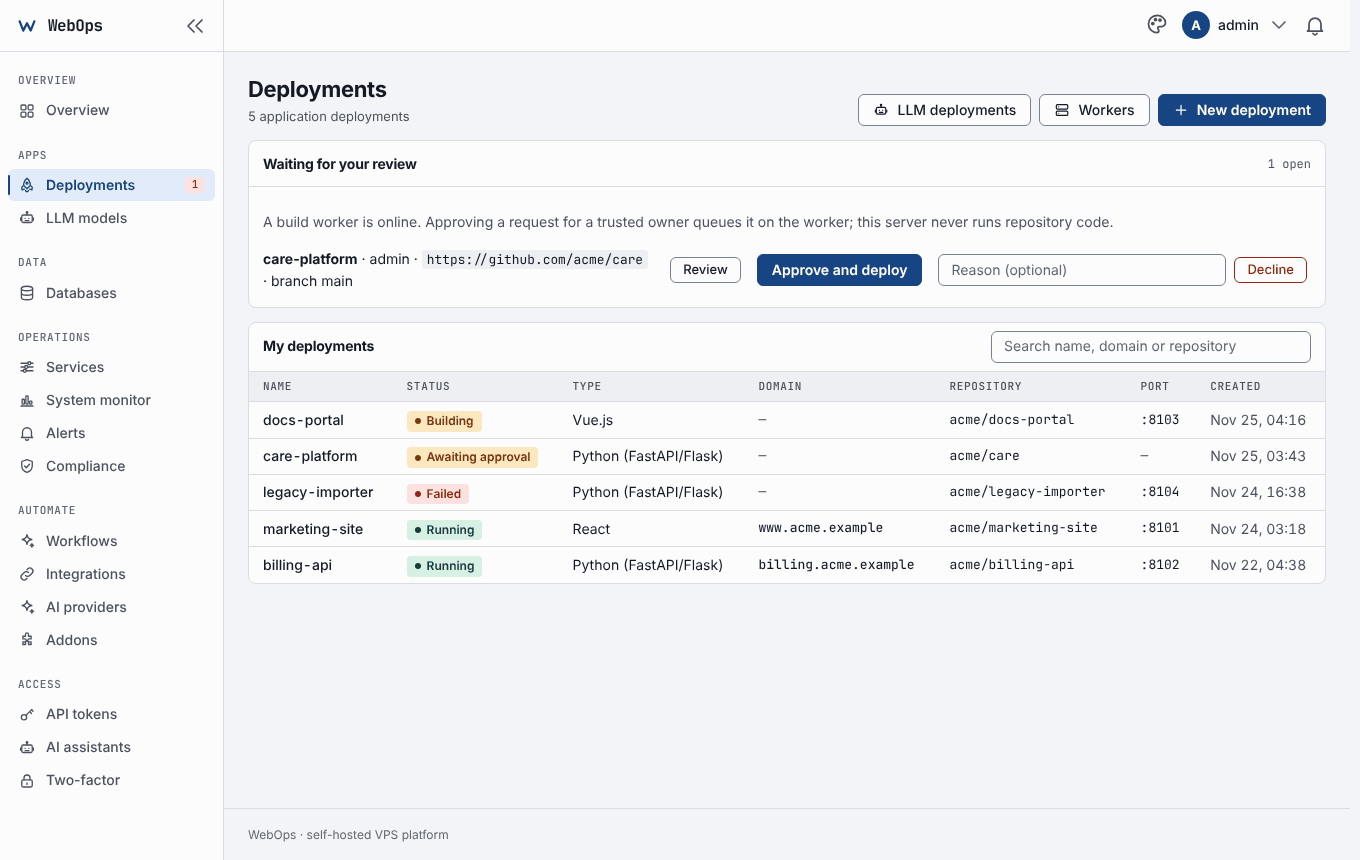 WebOps
A admin
OVERVIEW
Overview
APPS
Deployments 1
LLM models
DATA
Databases
OPERATIONS
Services
System monitor
Alerts
Compliance
AUTOMATE
Workflows
Integrations
AI providers
Addons
ACCESS
API tokens
AI assistants
Two-factor
Deployments
5 application deployments
LLM deployments Workers + New deployment
Waiting for your review 1 open
A build worker is online. Approving a request for a trusted owner queues it on the worker; this server never runs repository code.
care-platform · admin · https://github.com/acme/care
· branch main
Review Approve and deploy Reason (optional) Decline
My deployments Search name, domain or repository
NAME STATUS TYPE DOMAIN REPOSITORY PORT CREATED
docs-portal Building Vue.js — acme/docs-portal :8103 Nov 25, 04:16
care-platform Awaiting approval Python (FastAPI/Flask) — acme/care — Nov 25, 03:43
legacy-importer Failed Python (FastAPI/Flask) — acme/legacy-importer :8104 Nov 24, 16:38
marketing-site Running React www.acme.example acme/marketing-site :8101 Nov 24, 03:18
billing-api Running Python (FastAPI/Flask) billing.acme.example acme/billing-api :8102 Nov 22, 04:38
WebOps · self-hosted VPS platform